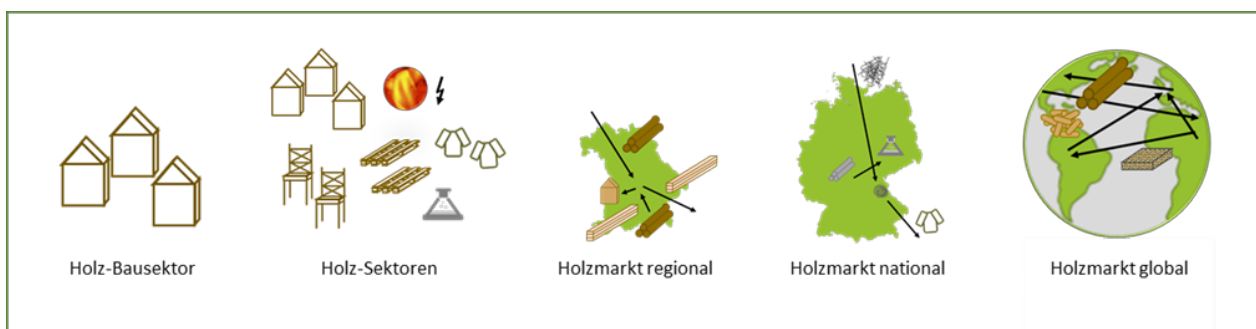 Holz-Bausektor
Holz-Sektoren
Holzmarkt regional
Holzmarkt national
Holzmarkt global